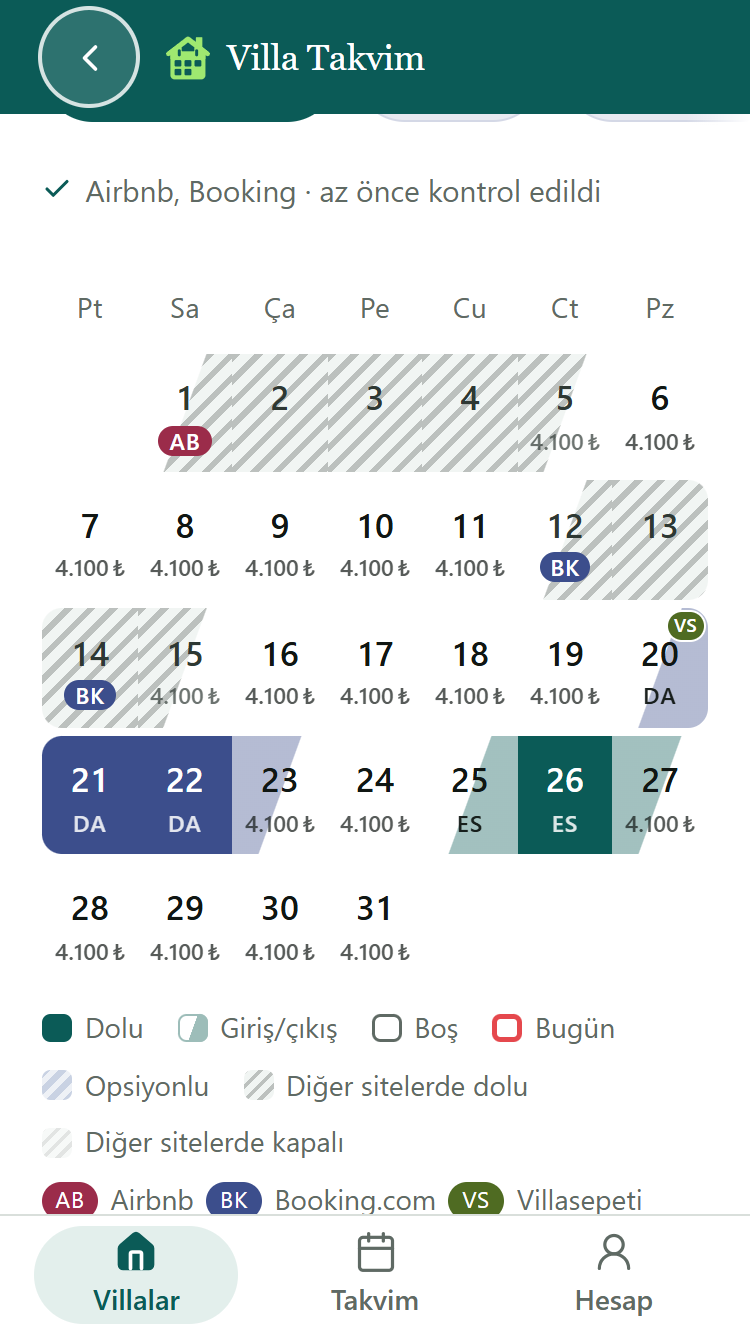 Villa Takvim
Airbnb, Booking · az önce kontrol edildi
Pt Sa Ça Pe Cu Ct Pz
1 2 3 4 5 6
AB 4.100 ₺ 4.100 ₺
7 8 9 10 11 12 13
4.100 ₺ 4.100 ₺ 4.100 ₺ 4.100 ₺ 4.100 ₺ BK
VS
14 15 16 17 18 19 20
BK 4.100 ₺ 4.100 ₺ 4.100 ₺ 4.100 ₺ 4.100 ₺ DA
21 22 23 24 25 26 27
DA DA 4.100 ₺ 4.100 ₺ ES ES 4.100 ₺
28 29 30 31
4.100 ₺ 4.100 ₺ 4.100 ₺ 4.100 ₺
Dolu Giriş/çıkış Boş Bugün
Opsiyonlu Diğer sitelerde dolu
Diğer sitelerde kapalı
AB Airbnb BK Booking.com VS Villasepeti
Villalar Takvim Hesap